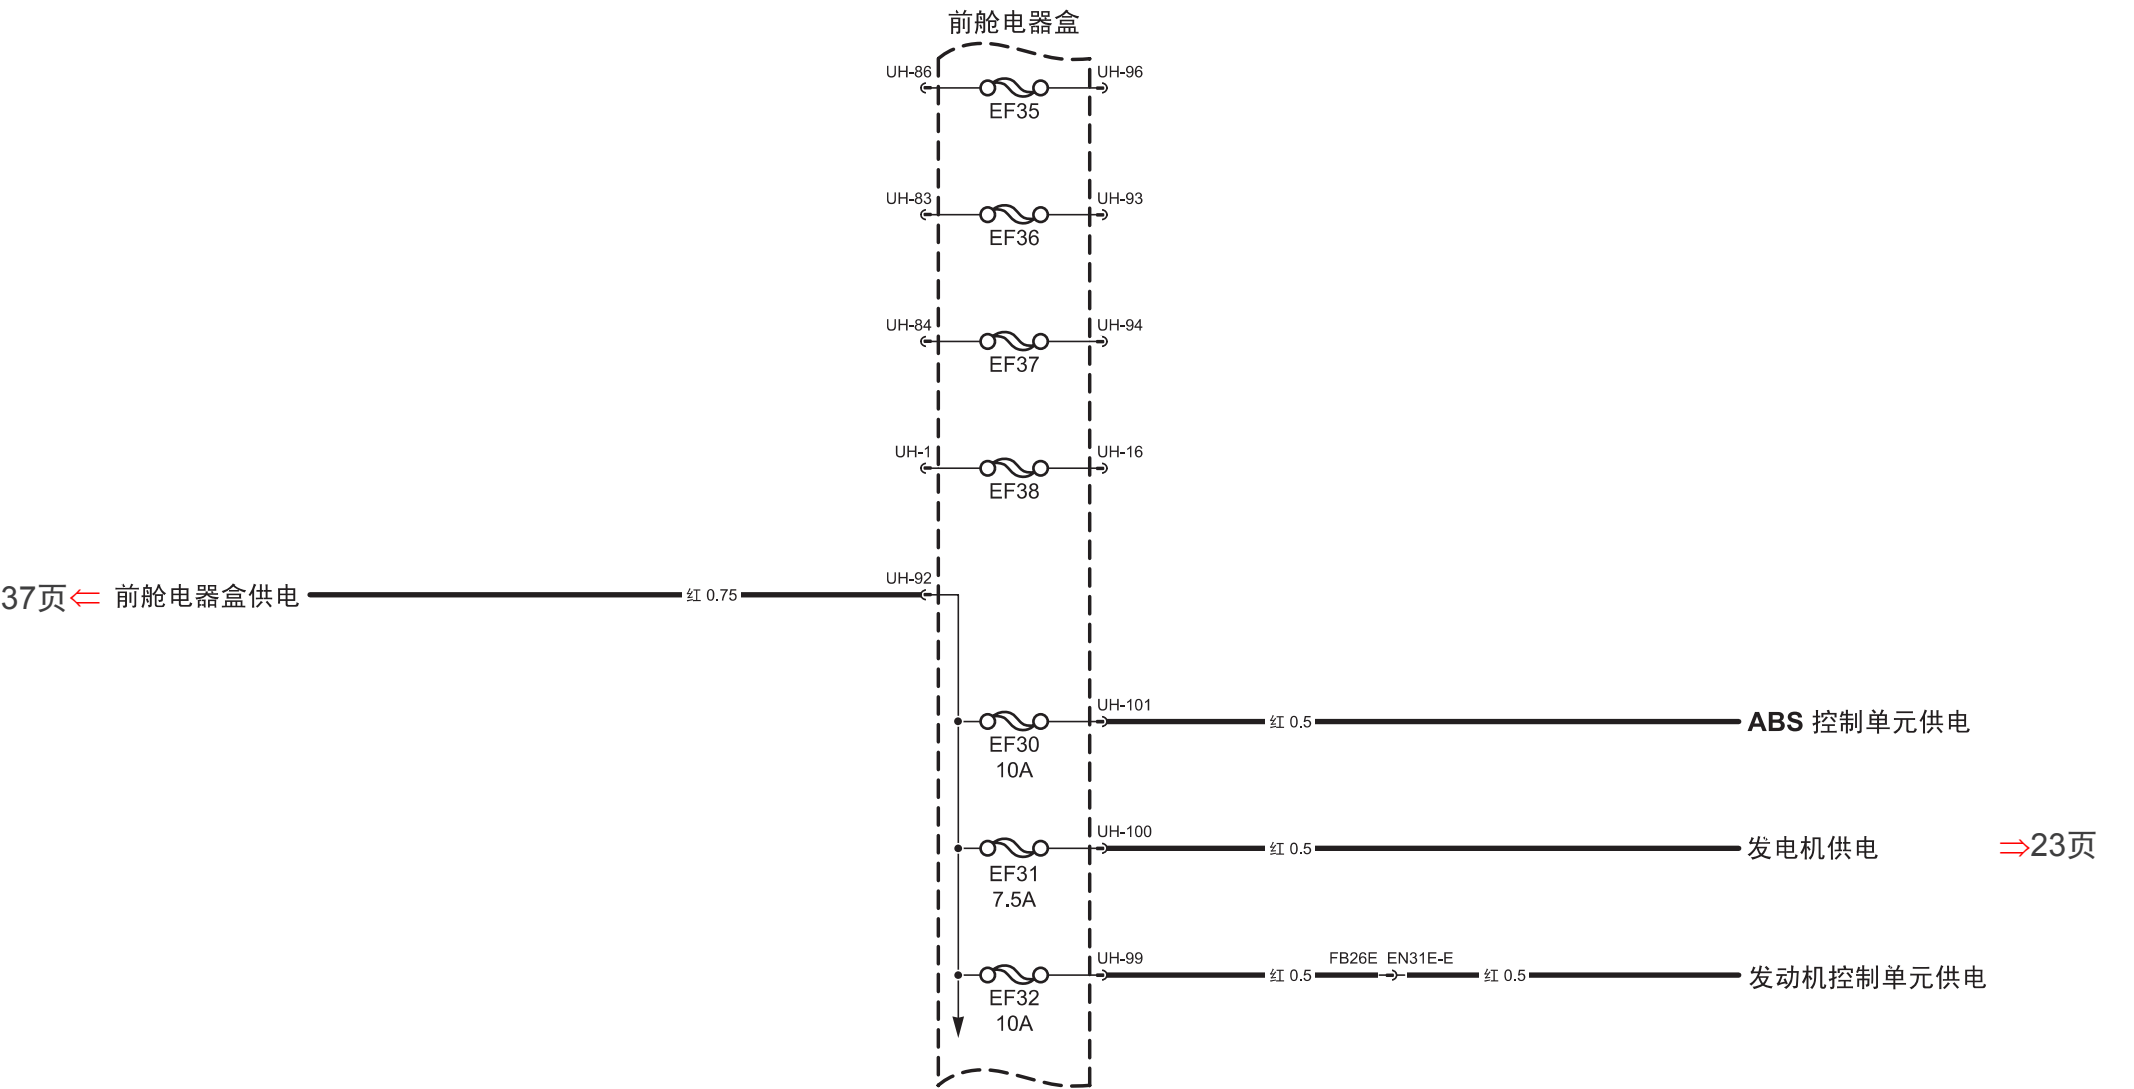 前舱电器盒
UH-86
UH-96
EF35
UH-83
UH-93
EF36
UH-84
UH-94
EF37
UH-1
UH-16
EF38
UH-92
37页⇐ 前舱电器盒供电
红 0.75
UH-101
红 0.5
ABS 控制单元供电
EF30
10A
UH-100
红 0.5
发电机供电
⇒23页
EF31
7.5A
UH-99
FB26E EN31E-E
红 0.5
红 0.5
发动机控制单元供电
EF32
10A